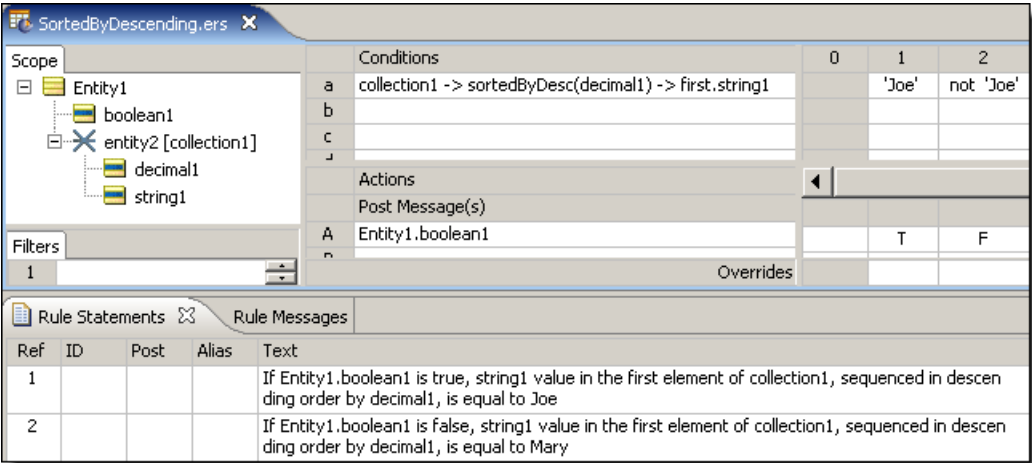 SortedByDescending.ers
Scope
Entity1
boolean1
entity2 [collection1]
decimal1
string1
Filters
1
Conditions 0 1 2
a collection1 -> sortedByDesc(decimal1) -> first.string1 'Joe' not 'Joe'
b
c
Actions
Post Message(s)
A Entity1.boolean1 T F
Overrides
Rule Statements Rule Messages
Ref ID Post Alias Text
1 If Entity1.boolean1 is true, string1 value in the first element of collection1, sequenced in descen
ding order by decimal1, is equal to Joe
2 If Entity1.boolean1 is false, string1 value in the first element of collection1, sequenced in descen
ding order by decimal1, is equal to Mary